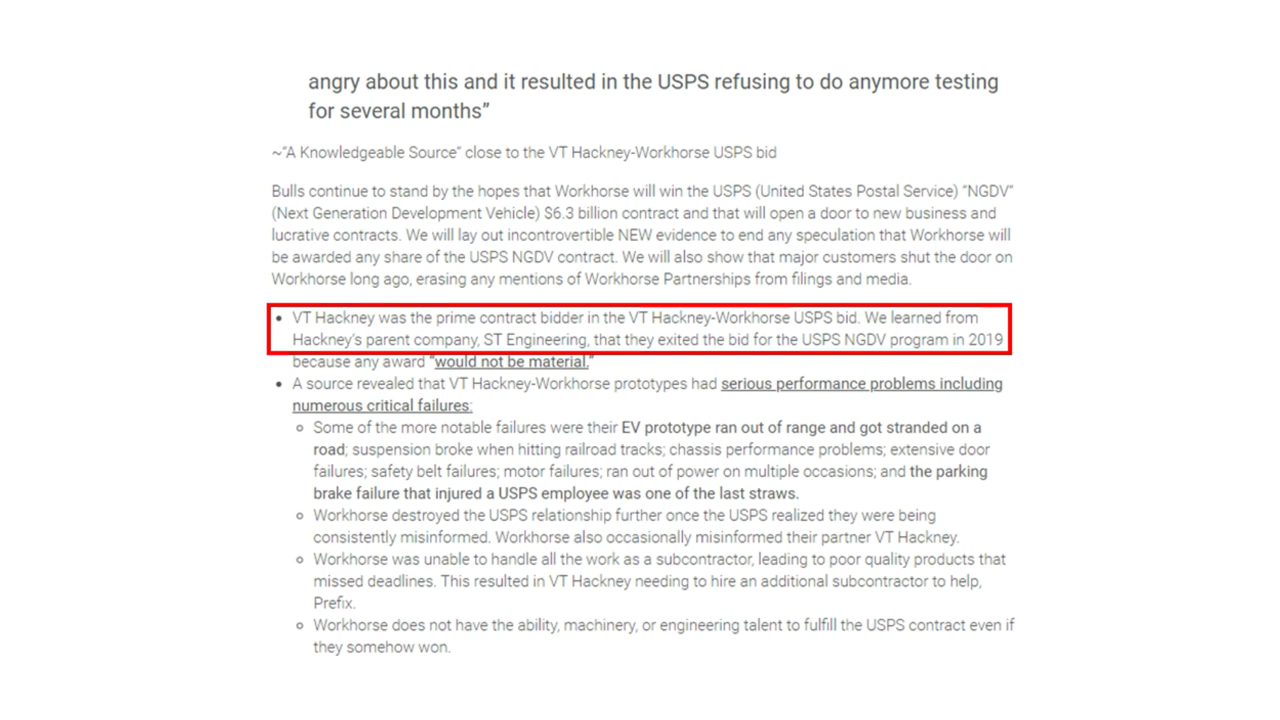 angry about this and it resulted in the USPS refusing to do anymore testing
for several months”
~“A Knowledgeable Source” close to the VT Hackney-Workhorse USPS bid
Bulls continue to stand by the hopes that Workhorse will win the USPS (United States Postal Service) “NGDV”
(Next Generation Development Vehicle) $6.3 billion contract and that will open a door to new business and
lucrative contracts. We will lay out incontrovertible NEW evidence to end any speculation that Workhorse will
be awarded any share of the USPS NGDV contract. We will also show that major customers shut the door on
Workhorse long ago, erasing any mentions of Workhorse Partnerships from filings and media.
• VT Hackney was the prime contract bidder in the VT Hackney-Workhorse USPS bid. We learned from
Hackney’s parent company, ST Engineering, that they exited the bid for the USPS NGDV program in 2019
because any award “would not be material.”
• A source revealed that VT Hackney-Workhorse prototypes had serious performance problems including
numerous critical failures:
◦ Some of the more notable failures were their EV prototype ran out of range and got stranded on a
road; suspension broke when hitting railroad tracks; chassis performance problems; extensive door
failures; safety belt failures; motor failures; ran out of power on multiple occasions; and the parking
brake failure that injured a USPS employee was one of the last straws.
◦ Workhorse destroyed the USPS relationship further once the USPS realized they were being
consistently misinformed. Workhorse also occasionally misinformed their partner VT Hackney.
◦ Workhorse was unable to handle all the work as a subcontractor, leading to poor quality products that
missed deadlines. This resulted in VT Hackney needing to hire an additional subcontractor to help,
Prefix.
◦ Workhorse does not have the ability, machinery, or engineering talent to fulfill the USPS contract even if
they somehow won.